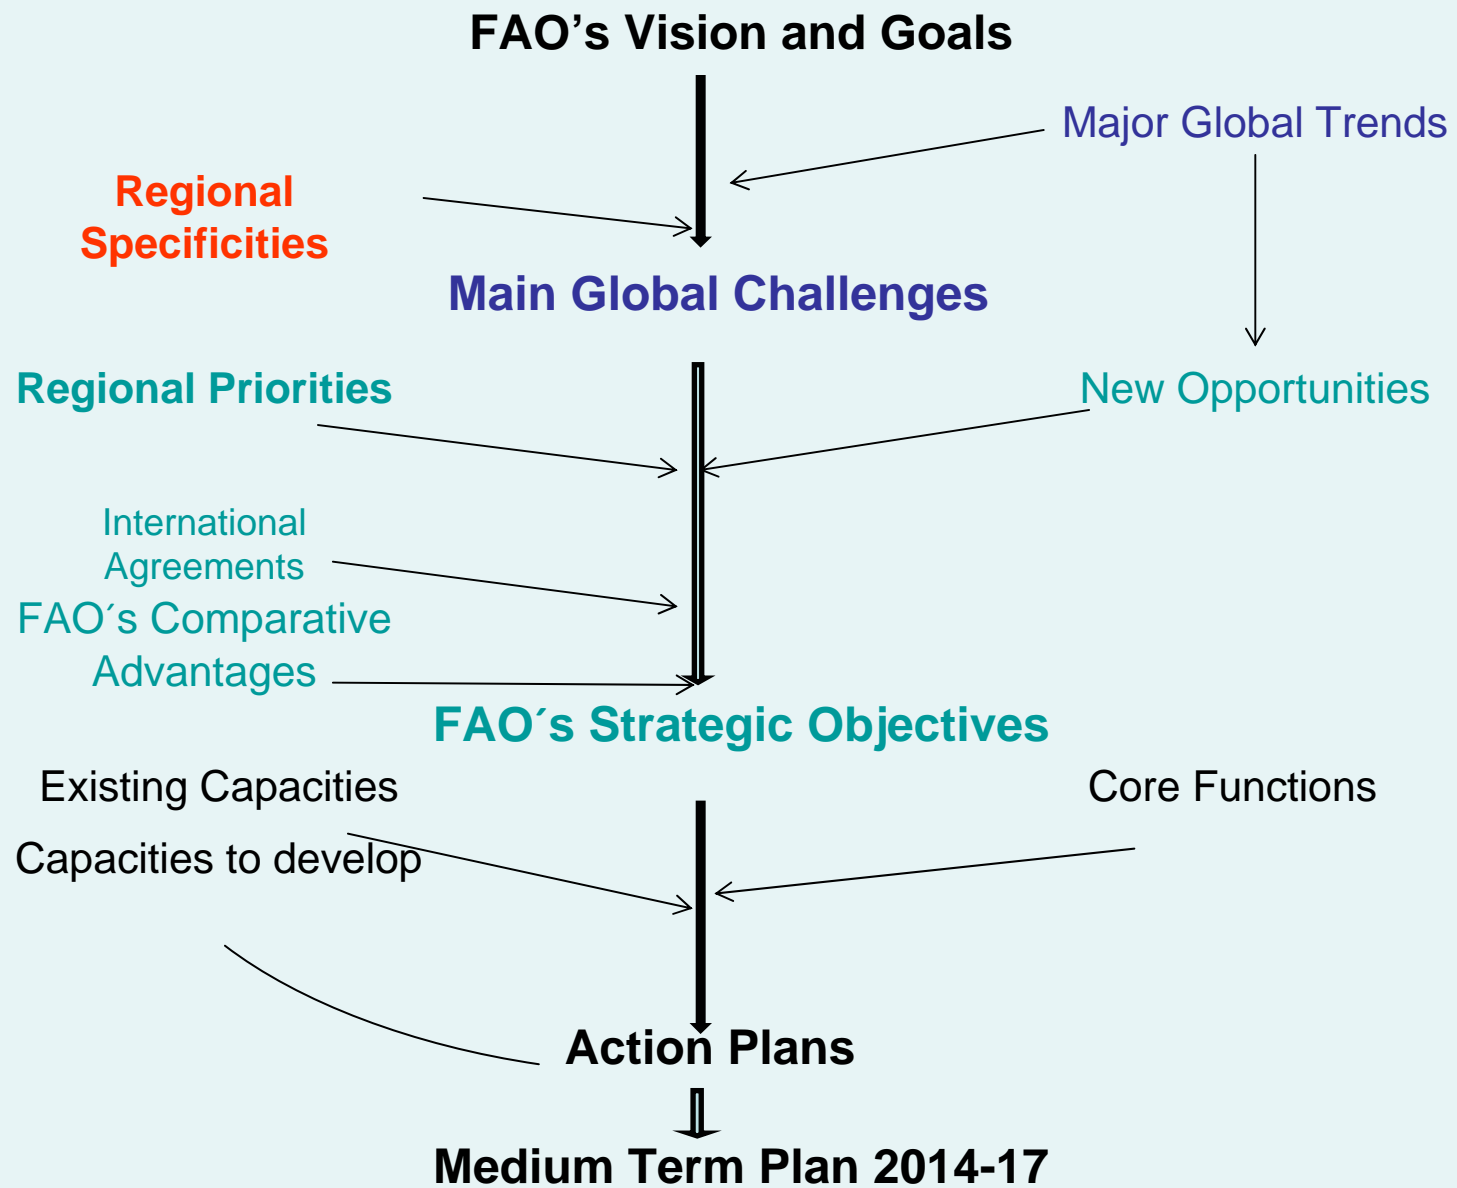 FAO’s Vision and Goals
Major Global Trends
Regional
Specificities
Main Global Challenges
Regional Priorities
New Opportunities
International
Agreements
FAO´s Comparative
Advantages
FAO´s Strategic Objectives
Existing Capacities
Core Functions
Capacities to develop
Action Plans
Medium Term Plan 2014-17